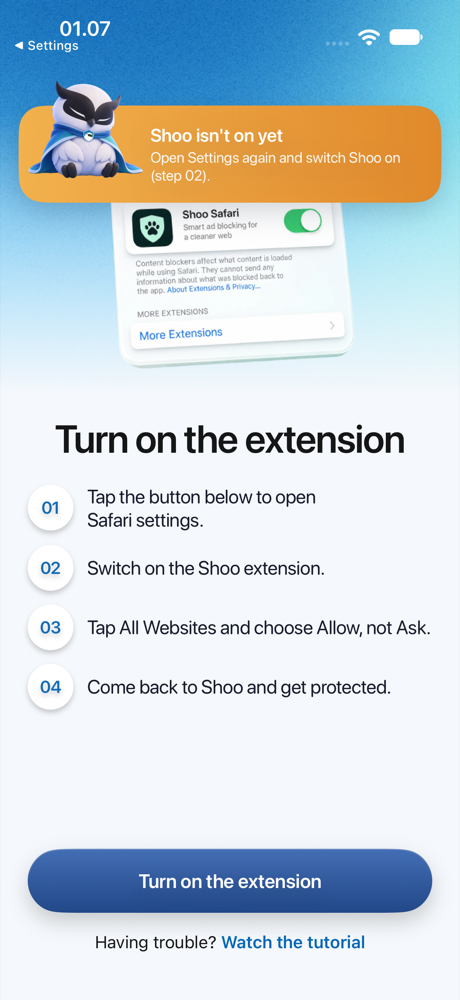 01.07
◀ Settings
Shoo isn't on yet
Open Settings again and switch Shoo on
(step 02).
Shoo Safari
Smart ad blocking for
a cleaner web
Content blockers affect what content is loaded
while using Safari. They cannot send any
information about what was blocked back to
the app. About Extensions & Privacy...
MORE EXTENSIONS
More Extensions
Turn on the extension
01
Tap the button below to open
Safari settings.
02
Switch on the Shoo extension.
03
Tap All Websites and choose Allow, not Ask.
04
Come back to Shoo and get protected.
Turn on the extension
Having trouble? Watch the tutorial